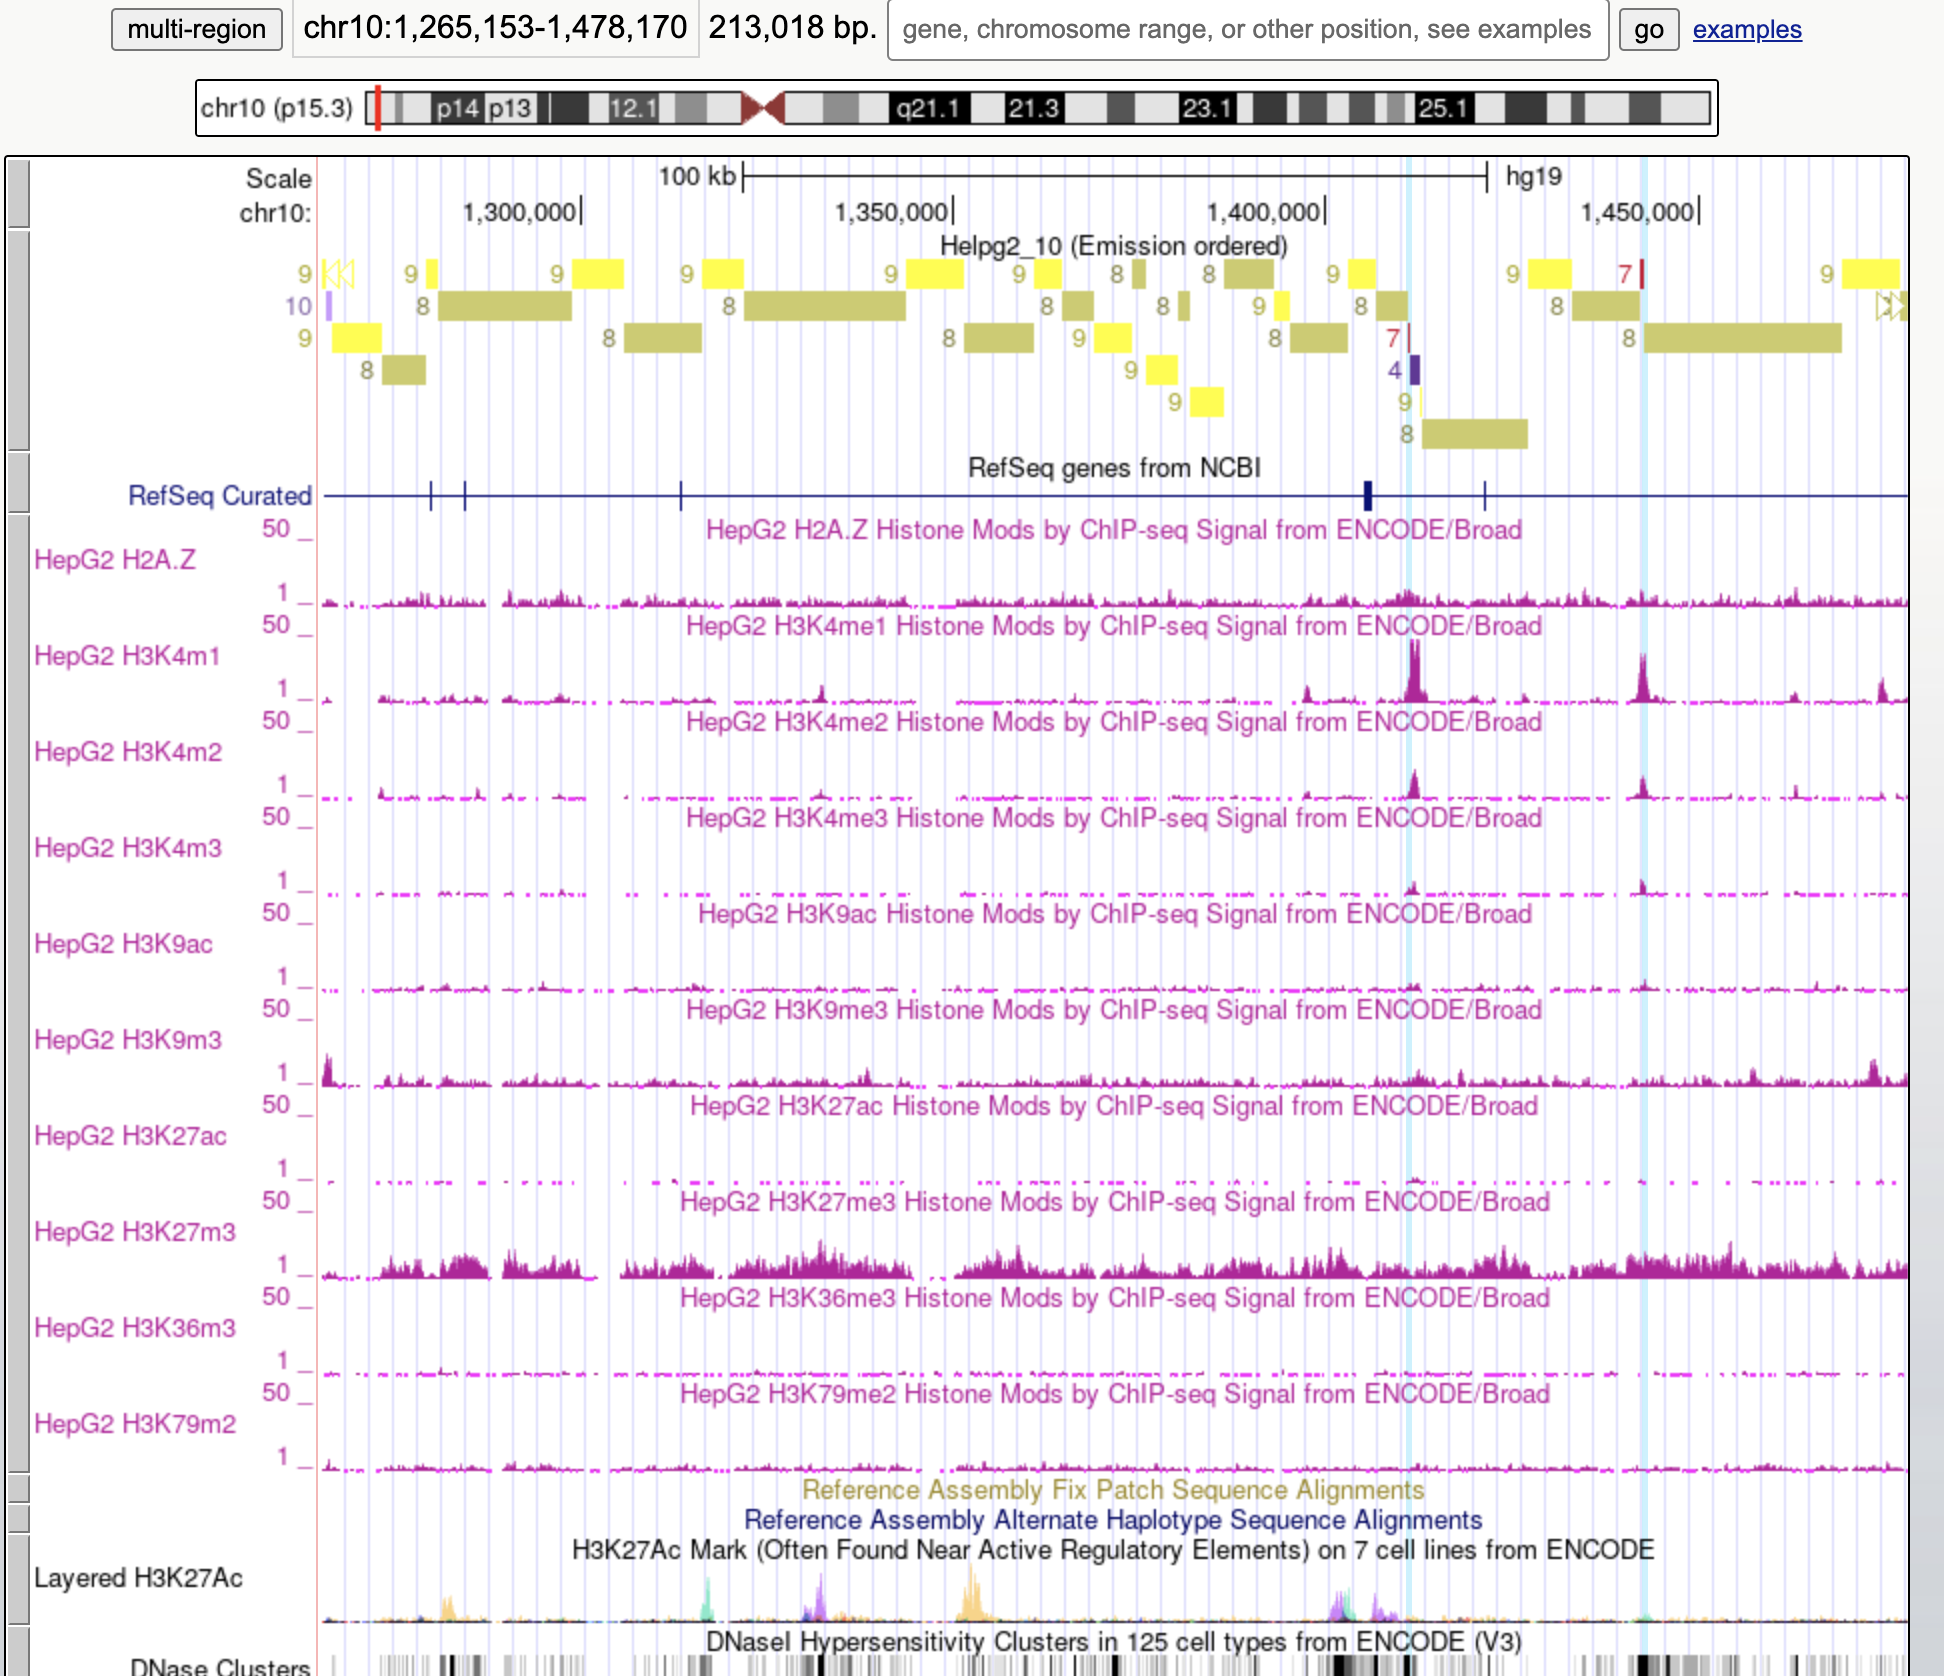 multi-region chr10:1,265,153-1,478,170 213,018 bp. gene, chromosome range, or other position, see examples go examples
chr10 (p15.3) p14 p13 12.1 q21.1 21.3 23.1 25.1
Scale 100 kb hg19
chr10: 1,300,000 1,350,000 1,400,000 1,450,000
Helpg2_10 (Emission ordered)
9 9 9 9 9 9 8 8 9 9 7 9
10 8 8 8 8 9 8 8
9 8 8 9 8 7 8
8 9 4
9 9
8
RefSeq genes from NCBI
RefSeq Curated
50 HepG2 H2A.Z Histone Mods by ChIP-seq Signal from ENCODE/Broad
HepG2 H2A.Z
1
50 HepG2 H3K4me1 Histone Mods by ChIP-seq Signal from ENCODE/Broad
HepG2 H3K4m1
1
50 HepG2 H3K4me2 Histone Mods by ChIP-seq Signal from ENCODE/Broad
HepG2 H3K4m2
1
50 HepG2 H3K4me3 Histone Mods by ChIP-seq Signal from ENCODE/Broad
HepG2 H3K4m3
1
50 HepG2 H3K9ac Histone Mods by ChIP-seq Signal from ENCODE/Broad
HepG2 H3K9ac
1
50 HepG2 H3K9me3 Histone Mods by ChIP-seq Signal from ENCODE/Broad
HepG2 H3K9m3
1
50 HepG2 H3K27ac Histone Mods by ChIP-seq Signal from ENCODE/Broad
HepG2 H3K27ac
1
50 HepG2 H3K27me3 Histone Mods by ChIP-seq Signal from ENCODE/Broad
HepG2 H3K27m3
1
50 HepG2 H3K36me3 Histone Mods by ChIP-seq Signal from ENCODE/Broad
HepG2 H3K36m3
1
50 HepG2 H3K79me2 Histone Mods by ChIP-seq Signal from ENCODE/Broad
HepG2 H3K79m2
1
Reference Assembly Fix Patch Sequence Alignments
Reference Assembly Alternate Haplotype Sequence Alignments
H3K27Ac Mark (Often Found Near Active Regulatory Elements) on 7 cell lines from ENCODE
Layered H3K27Ac
DNaseI Hypersensitivity Clusters in 125 cell types from ENCODE (V3)
DNase Clusters